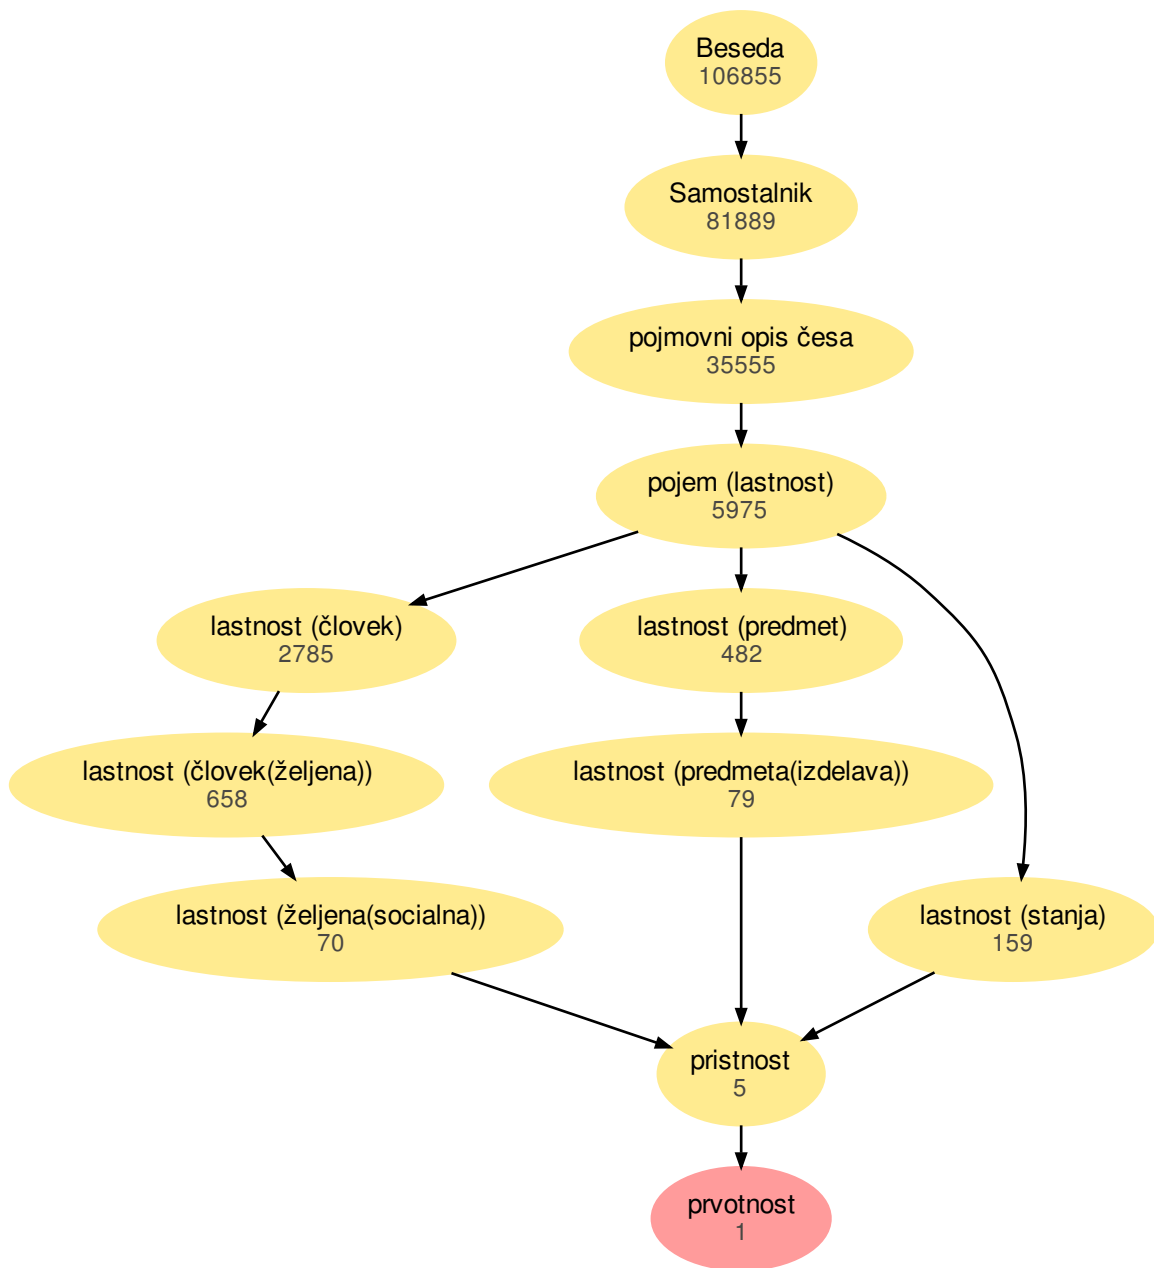 Beseda
106855
Samostalnik
81889
pojmovni opis česa
35555
pojem (lastnost)
5975
lastnost (človek)
2785
lastnost (predmet)
482
lastnost (človek(željena))
658
lastnost (predmeta(izdelava))
79
lastnost (željena(socialna))
70
lastnost (stanja)
159
pristnost
5
prvotnost
1